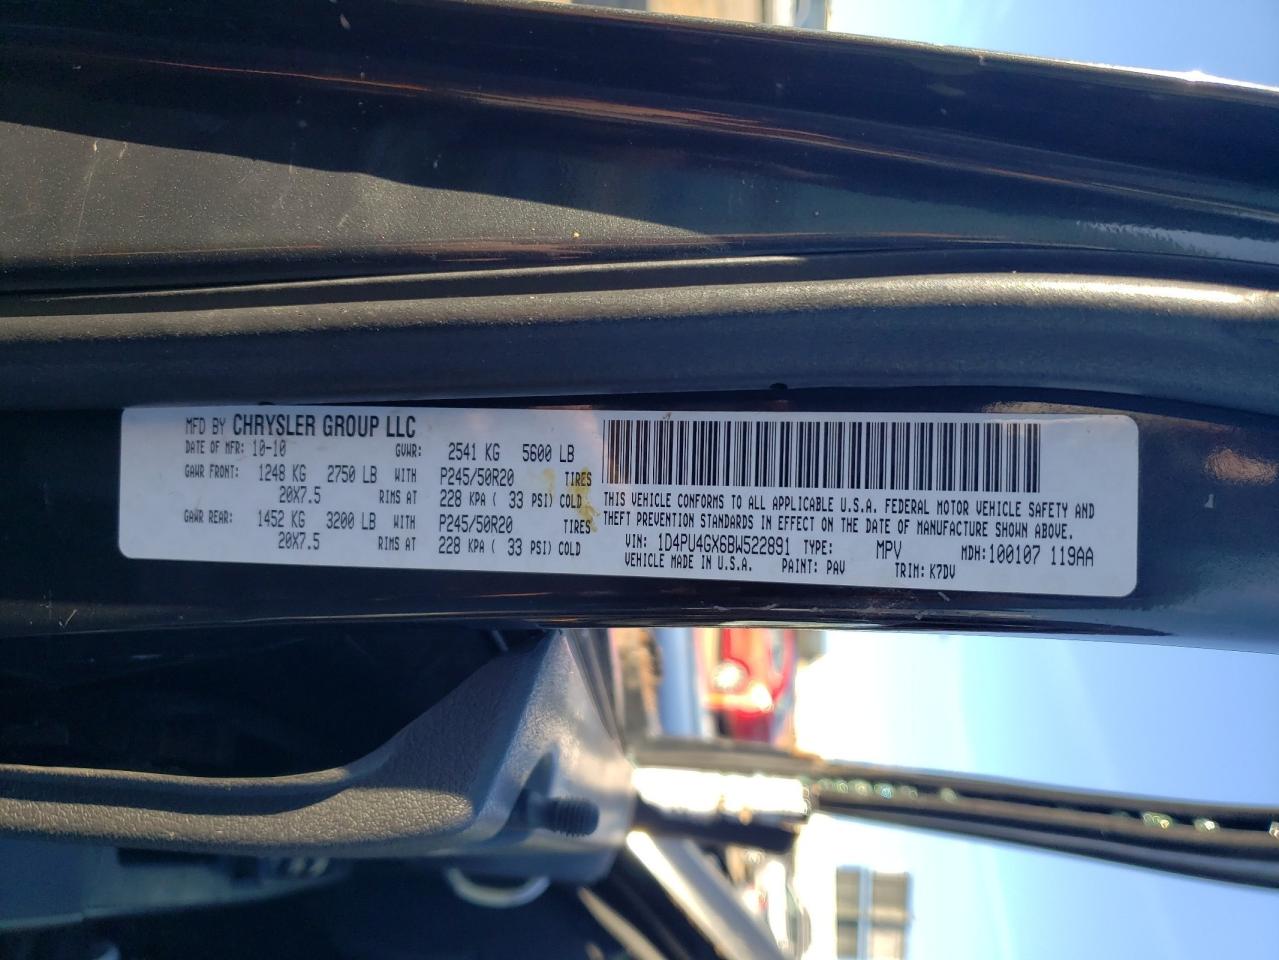 MFD BY CHRYSLER GROUP LLC
DATE OF MFR: 10-10 GVWR: 2541 KG 5600 LB
GAWR FRONT: 1248 KG 2750 LB WITH P245/50R20 TIRES
20X7.5 RIMS AT 228 KPA ( 33 PSI) COLD
GAWR REAR: 1452 KG 3200 LB WITH P245/50R20 TIRES
20X7.5 RIMS AT 228 KPA ( 33 PSI) COLD
THIS VEHICLE CONFORMS TO ALL APPLICABLE U.S.A. FEDERAL MOTOR VEHICLE SAFETY AND
THEFT PREVENTION STANDARDS IN EFFECT ON THE DATE OF MANUFACTURE SHOWN ABOVE.
VIN: 1D4PU4GX6BW522891 TYPE: MPV MDH:100107 119AA
VEHICLE MADE IN U.S.A. PAINT: PAV TRIM: K7DV